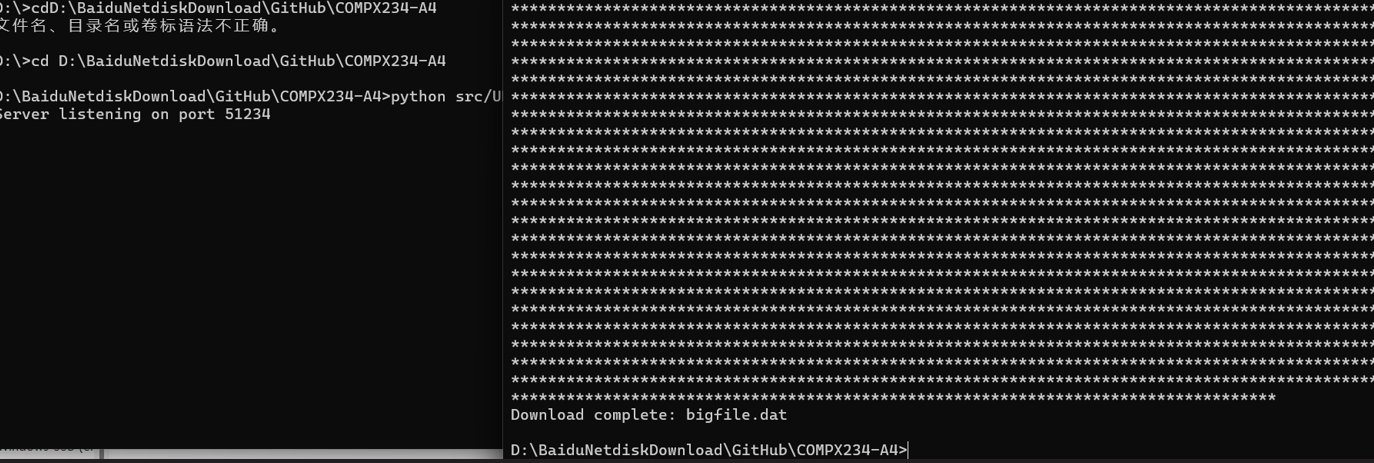 D:\>cdD:\BaiduNetdiskDownload\GitHub\COMPX234-A4
文件名、目录名或卷标语法不正确。
D:\>cd D:\BaiduNetdiskDownload\GitHub\COMPX234-A4
D:\BaiduNetdiskDownload\GitHub\COMPX234-A4>python src/U
Server listening on port 51234
Download complete: bigfile.dat
D:\BaiduNetdiskDownload\GitHub\COMPX234-A4>